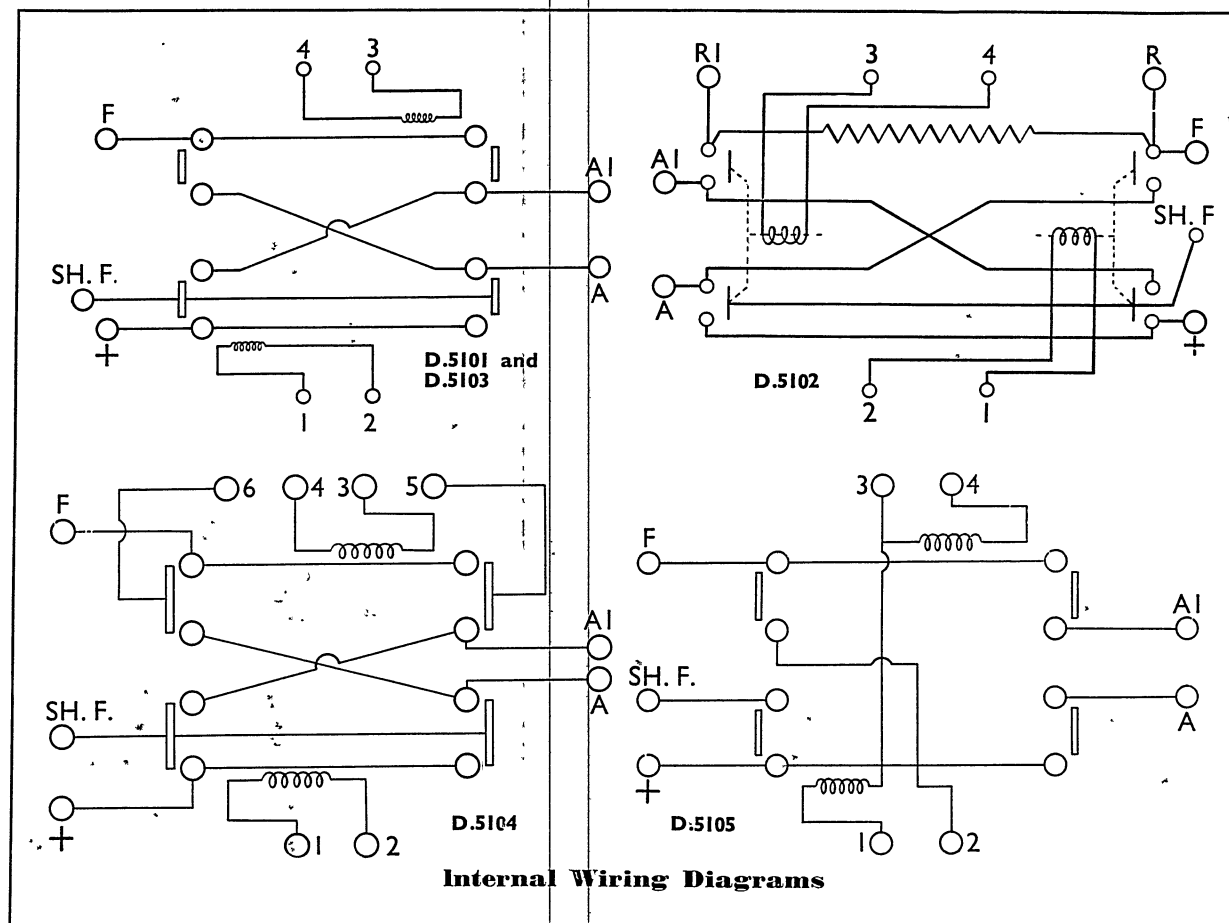 4 3
F
A1
SH. F.
A
+
D.5101 and
D.5103
1 2
R1 3 4 R
F
A1
SH. F
A
+
D.5102
2 1
6 4 3 5
F
A1
SH. F.
A
+
D.5104
1 2
3 4
F
A1
SH. F.
A
+
D.5105
1 2
Internal Wiring Diagrams